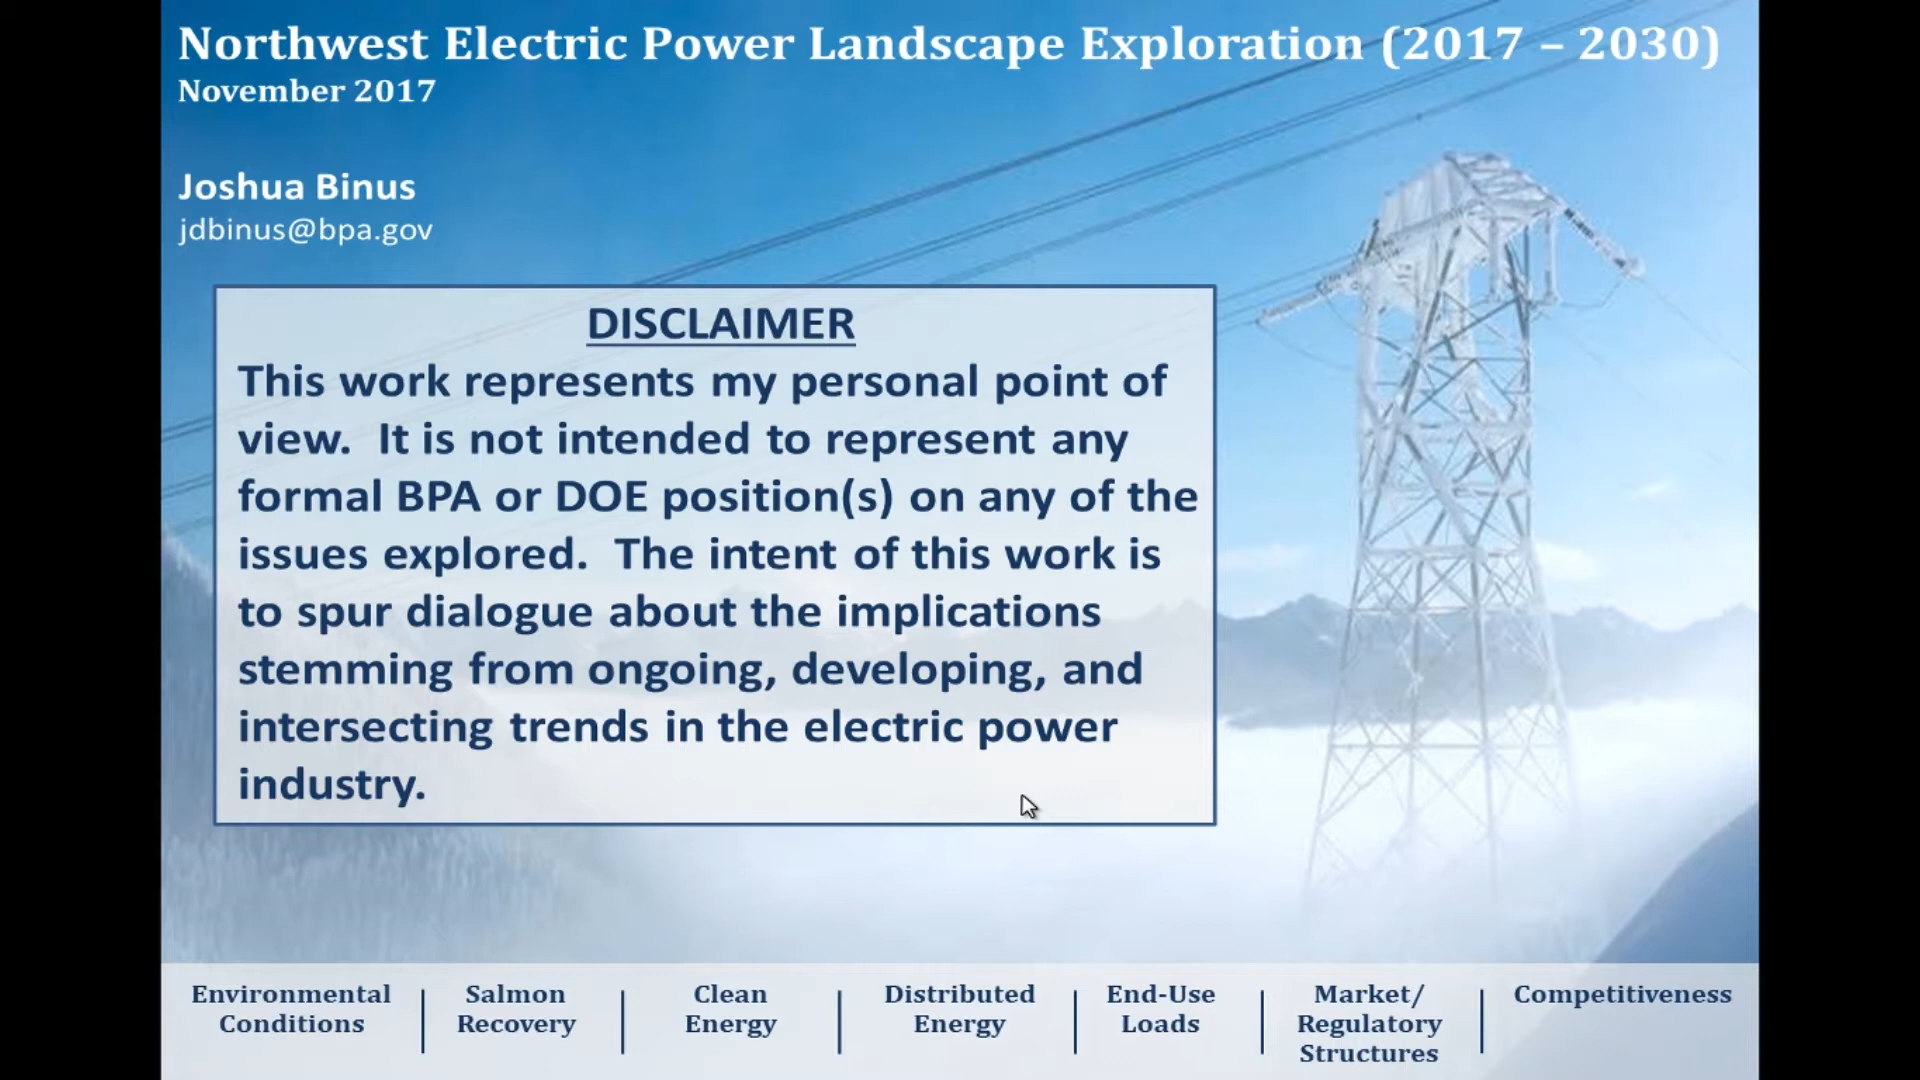 Northwest Electric Power Landscape Exploration (2017 – 2030)
November 2017
Joshua Binus
jdbinus@bpa.gov
DISCLAIMER
This work represents my personal point of
view. It is not intended to represent any
formal BPA or DOE position(s) on any of the
issues explored. The intent of this work is
to spur dialogue about the implications
stemming from ongoing, developing, and
intersecting trends in the electric power
industry.
Environmental
Conditions
Salmon
Recovery
Clean
Energy
Distributed
Energy
End-Use
Loads
Market/
Regulatory
Structures
Competitiveness